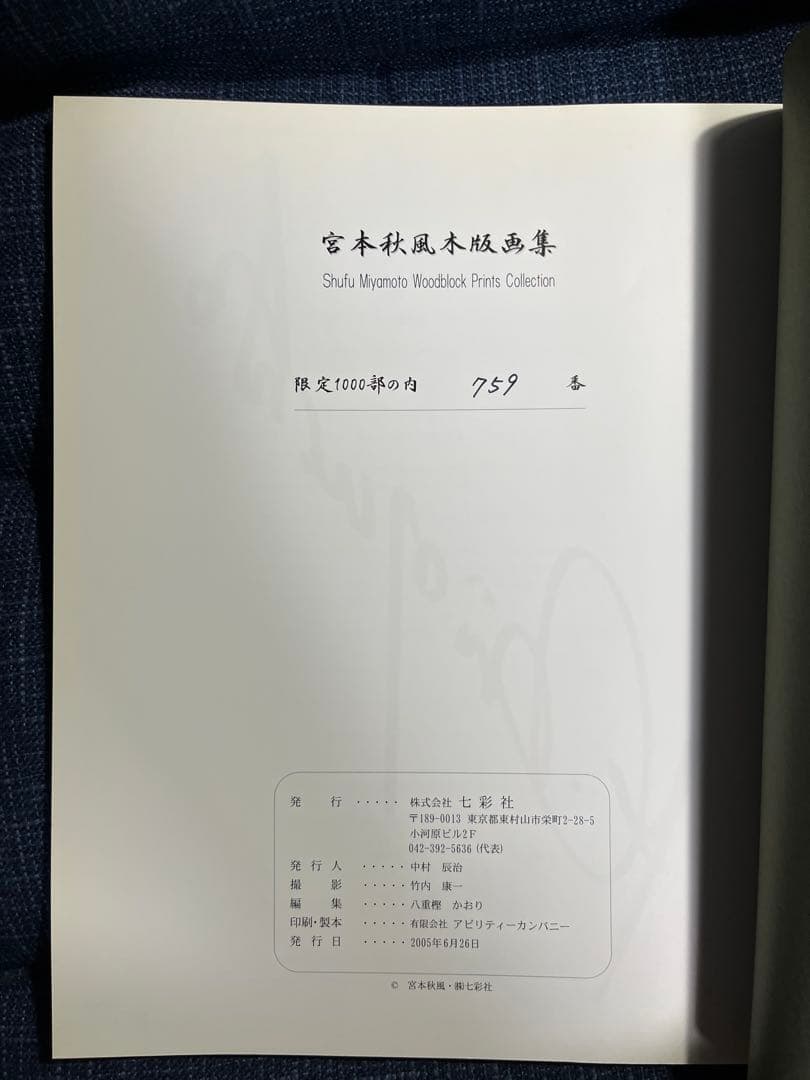 宮本秋風木版画集
Shufu Miyamoto Woodblock Prints Collection
限定1000部の内 759 番
発 行 ····· 株式会社 七彩社
〒189-0013 東京都東村山市栄町2-28-5
小河原ビル2F
042-392-5636 (代表)
発行人 ····· 中村 辰治
撮 影 ····· 竹内 康一
編 集 ····· 八重樫 かおり
印刷・製本 ····· 有限会社 アビリティーカンパニー
発行日 ····· 2005年6月26日
© 宮本秋風・㈱七彩社